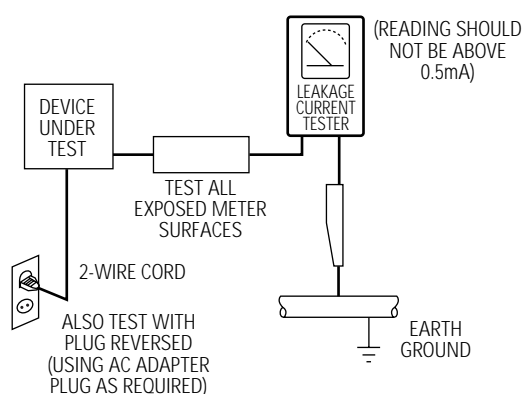 (READING SHOULD
NOT BE ABOVE
0.5mA)
LEAKAGE
CURRENT
TESTER
DEVICE
UNDER
TEST
TEST ALL
EXPOSED METER
SURFACES
2-WIRE CORD
ALSO TEST WITH
PLUG REVERSED
(USING AC ADAPTER
PLUG AS REQUIRED)
EARTH
GROUND